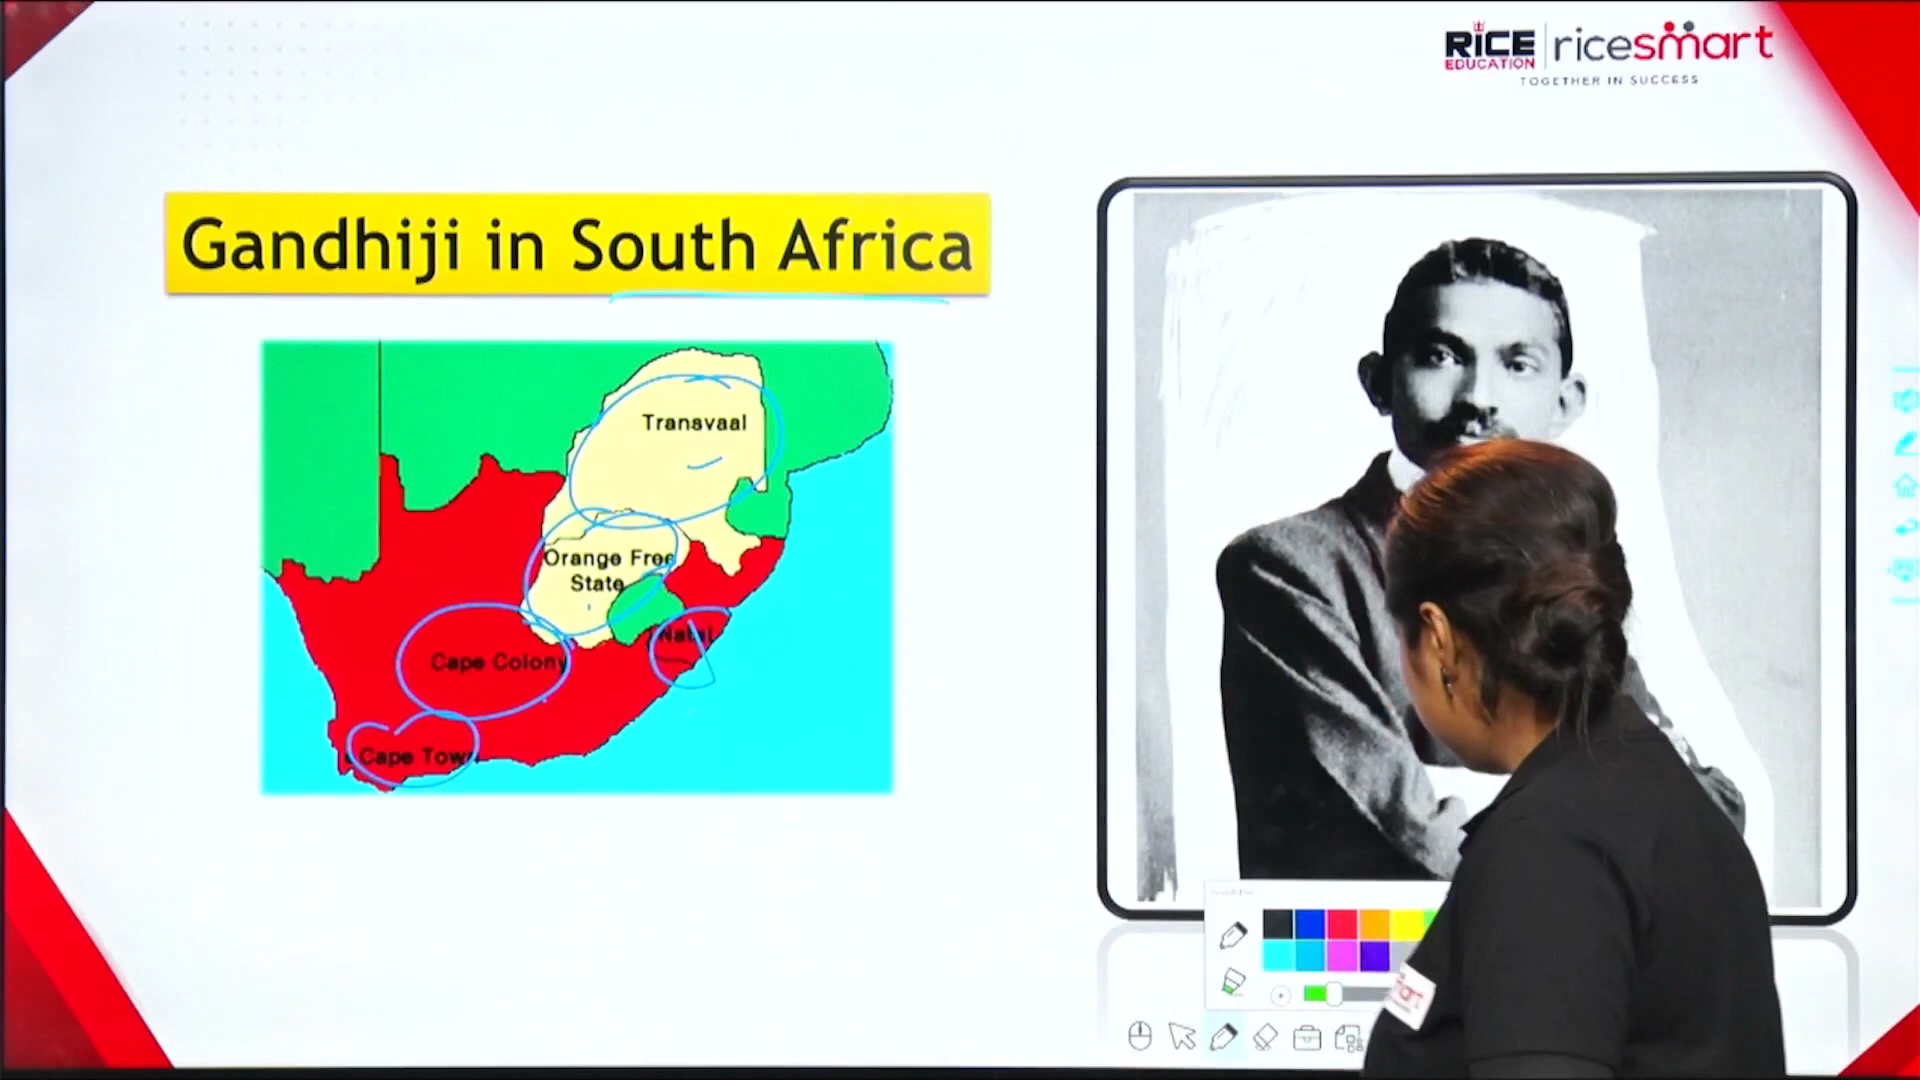 RICE
EDUCATION
ricesmart
TOGETHER IN SUCCESS
Gandhiji in South Africa
Transvaal
Orange Free
State
Natal
Cape Colony
Cape Town